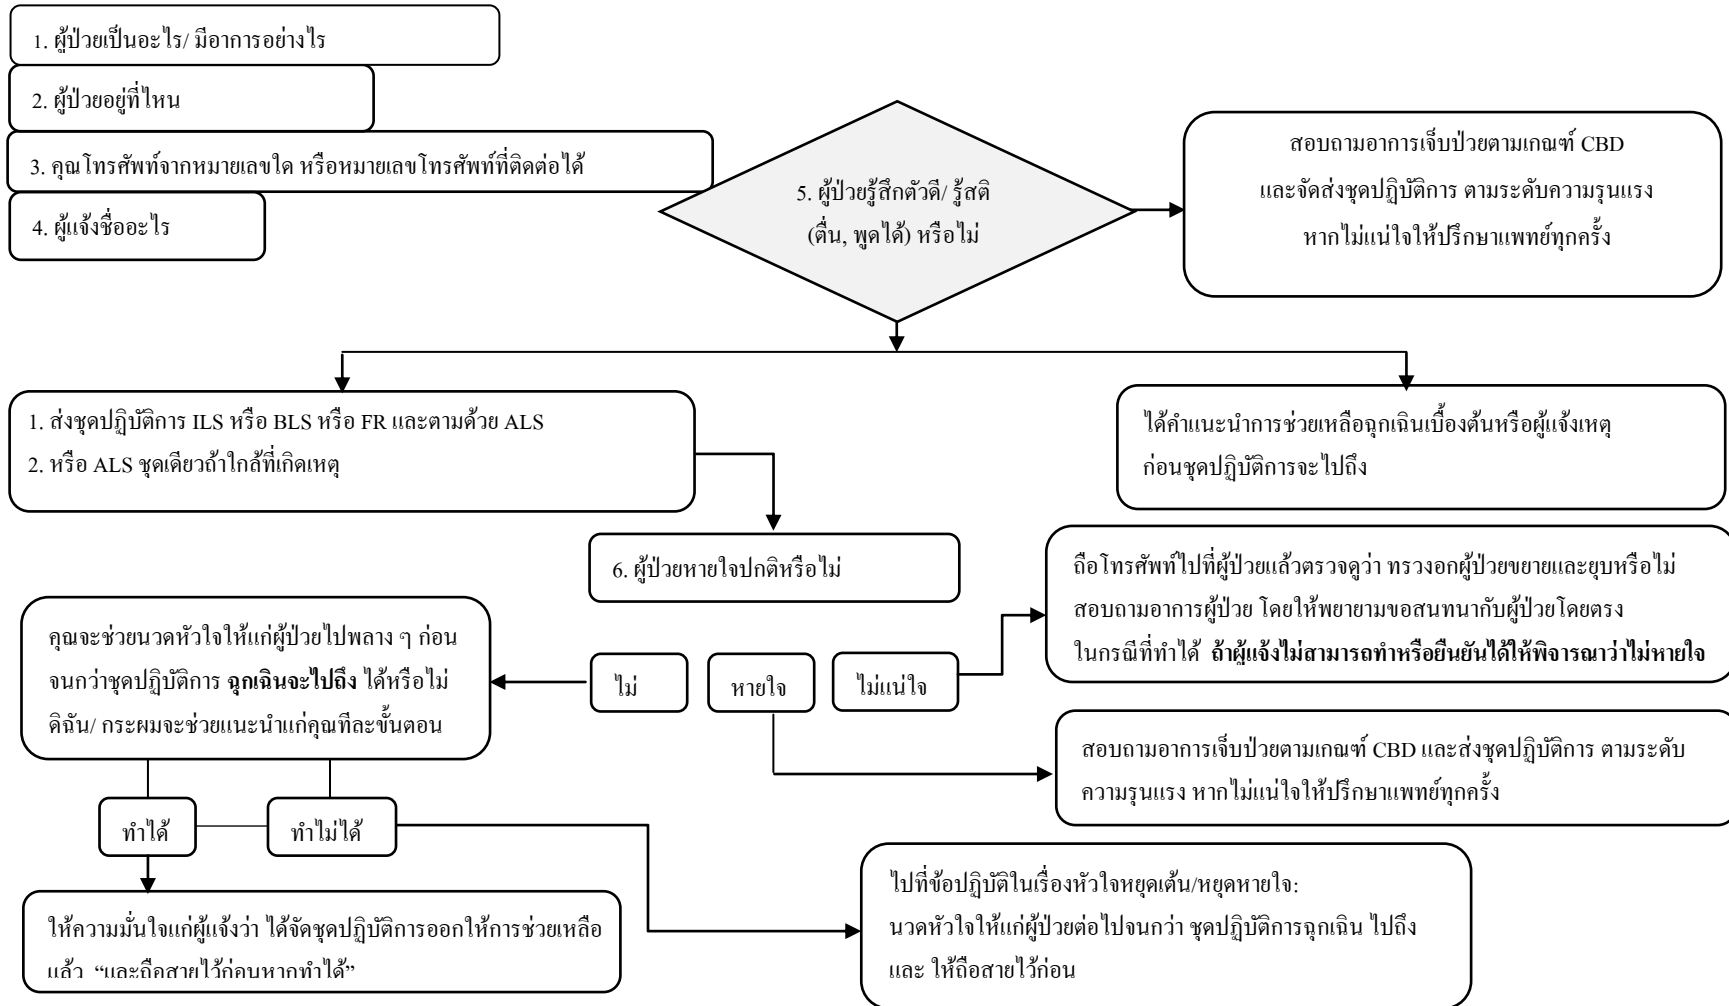 1. ผู้ป่วยเป็นอะไร/ มีอาการอย่างไร
2. ผู้ป่วยอยู่ที่ไหน
3. คุณโทรศัพท์จากหมายเลขใด หรือหมายเลขโทรศัพท์ที่ติดต่อได้
4. ผู้แจ้งชื่ออะไร
5. ผู้ป่วยรู้สึกตัวดี/ รู้สติ
(ตื่น, พูดได้) หรือไม่
สอบถามอาการเจ็บป่วยตามเกณฑ์ CBD
และจัดส่งชุดปฏิบัติการ ตามระดับความรุนแรง
หากไม่แน่ใจให้ปรึกษาแพทย์ทุกครั้ง
1. ส่งชุดปฏิบัติการ ILS หรือ BLS หรือ FR และตามด้วย ALS
2. หรือ ALS ชุดเดียวถ้าใกล้ที่เกิดเหตุ
ได้คำแนะนำการช่วยเหลือฉุกเฉินเบื้องต้นหรือผู้แจ้งเหตุ
ก่อนชุดปฏิบัติการจะไปถึง
6. ผู้ป่วยหายใจปกติหรือไม่
ถือโทรศัพท์ไปที่ผู้ป่วยแล้วตรวจดูว่า ทรวงอกผู้ป่วยขยายและยุบหรือไม่
สอบถามอาการผู้ป่วย โดยให้พยายามขอสนทนากับผู้ป่วยโดยตรง
ในกรณีที่ทำได้ ถ้าผู้แจ้งไม่สามารถทำหรือยืนยันได้ให้พิจารณาว่าไม่หายใจ
คุณจะช่วยนวดหัวใจให้แก่ผู้ป่วยไปพลาง ๆ ก่อน
จนกว่าชุดปฏิบัติการ ฉุกเฉินจะไปถึง ได้หรือไม่
ดิฉัน/ กระผมจะช่วยแนะนำแก่คุณทีละขั้นตอน
ไม่
หายใจ
ไม่แน่ใจ
สอบถามอาการเจ็บป่วยตามเกณฑ์ CBD และส่งชุดปฏิบัติการ ตามระดับ
ความรุนแรง หากไม่แน่ใจให้ปรึกษาแพทย์ทุกครั้ง
ทำได้
ทำไม่ได้
ให้ความมั่นใจแก่ผู้แจ้งว่า ได้จัดชุดปฏิบัติการออกให้การช่วยเหลือ
แล้ว “และถือสายไว้ก่อนหากทำได้”
ไปที่ข้อปฏิบัติในเรื่องหัวใจหยุดเต้น/หยุดหายใจ:
นวดหัวใจให้แก่ผู้ป่วยต่อไปจนกว่า ชุดปฏิบัติการฉุกเฉิน ไปถึง
และ ให้ถือสายไว้ก่อน